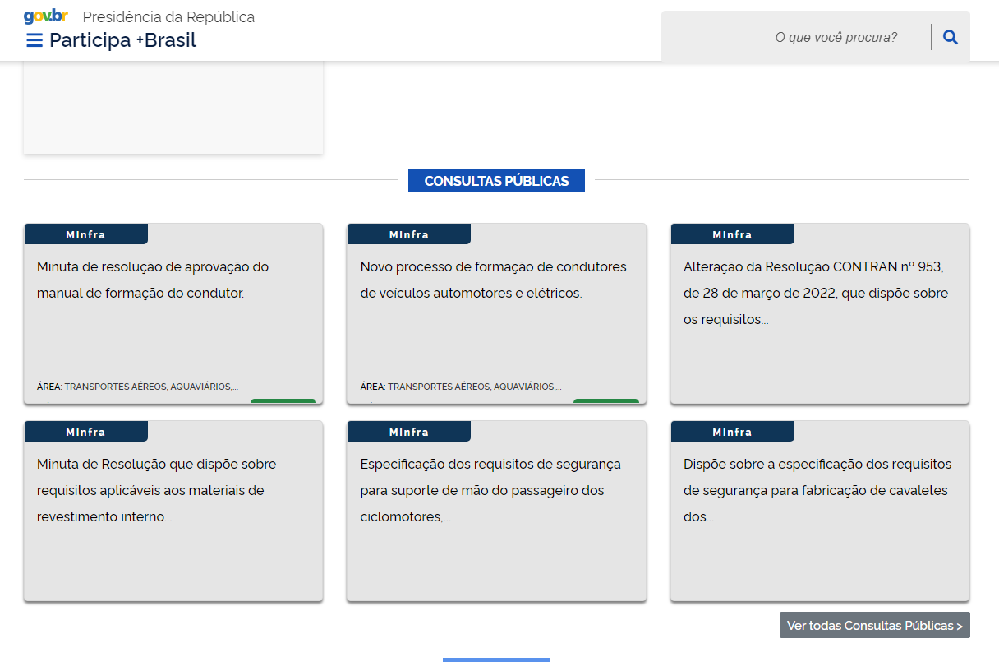 gov.br Presidência da República
Participa +Brasil
O que você procura?
CONSULTAS PÚBLICAS
MInfra
Minuta de resolução de aprovação do
manual de formação do condutor.
ÁREA: TRANSPORTES AÉREOS, AQUAVIÁRIOS,...
MInfra
Novo processo de formação de condutores
de veículos automotores e elétricos.
ÁREA: TRANSPORTES AÉREOS, AQUAVIÁRIOS,...
MInfra
Alteração da Resolução CONTRAN nº 953,
de 28 de março de 2022, que dispõe sobre
os requisitos...
MInfra
Minuta de Resolução que dispõe sobre
requisitos aplicáveis aos materiais de
revestimento interno...
MInfra
Especificação dos requisitos de segurança
para suporte de mão do passageiro dos
ciclomotores,...
MInfra
Dispõe sobre a especificação dos requisitos
de segurança para fabricação de cavaletes
dos...
Ver todas Consultas Públicas >